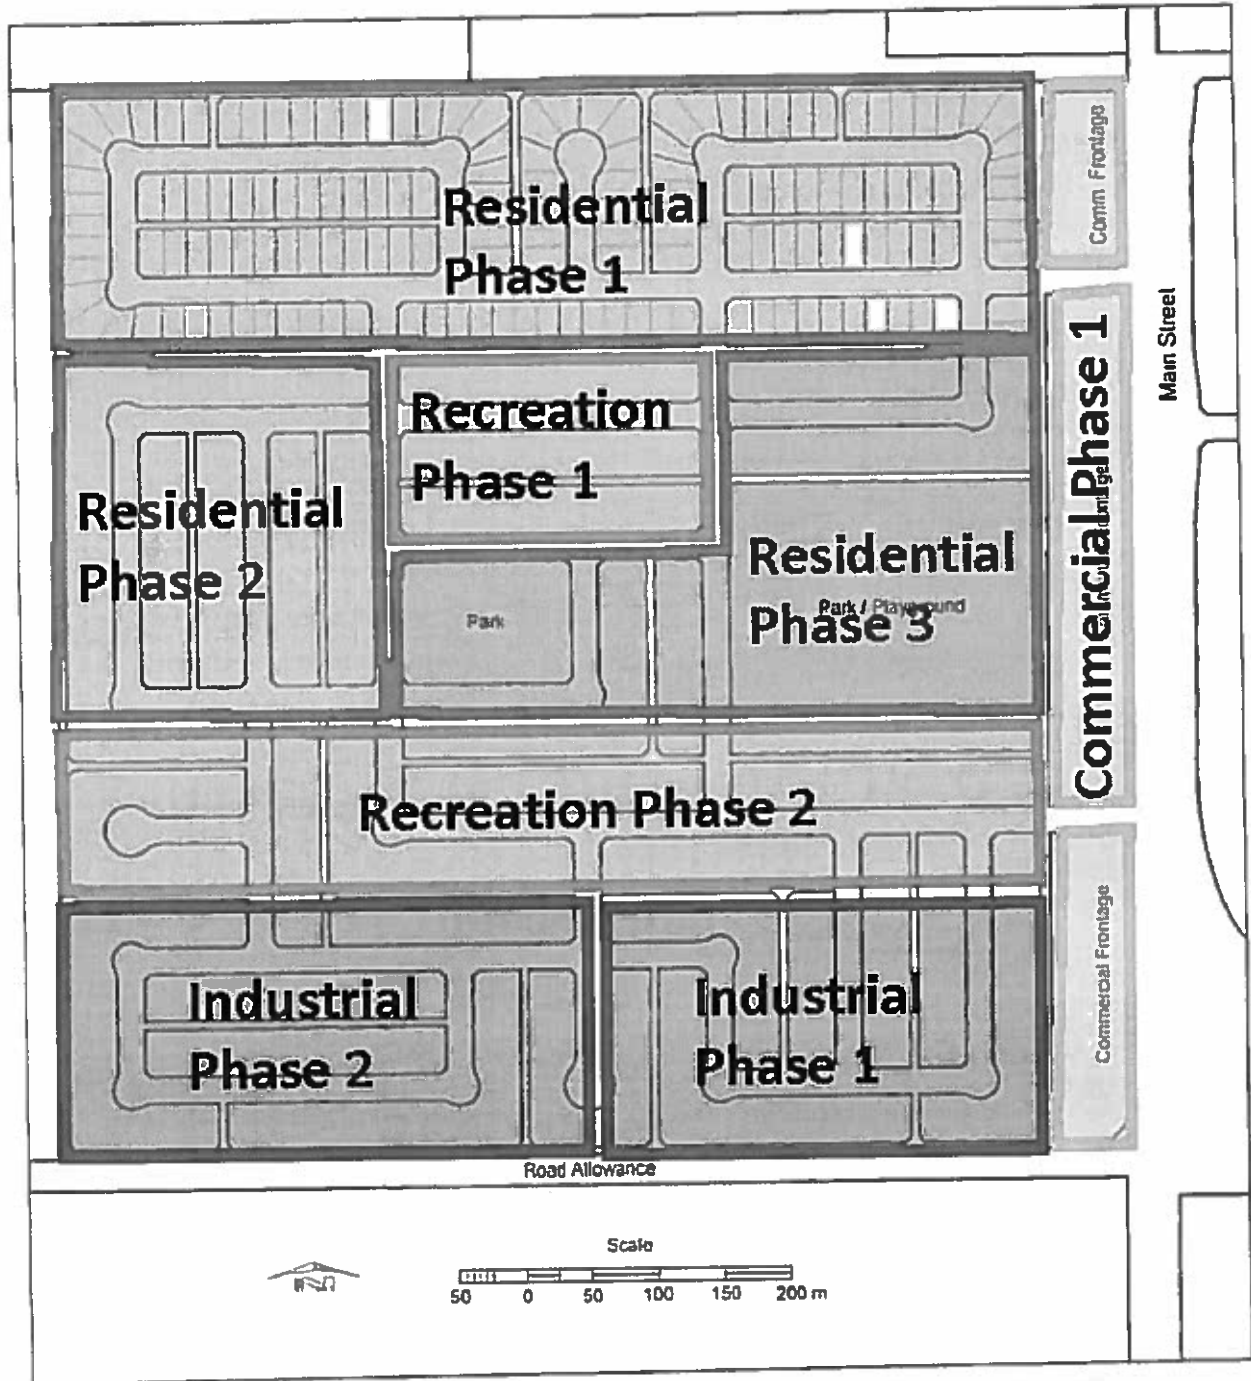 Comm Frontage
Residential
Phase 1
Main Street
Recreation
Phase 1
Commercial Phase 1
Residential
Phase 2
Residential
Phase 3
Park
Park / Playground
Recreation Phase 2
Industrial
Phase 2
Industrial
Phase 1
Commercial Frontage
Road Allowance
Scale
50 0 50 100 150 200 m